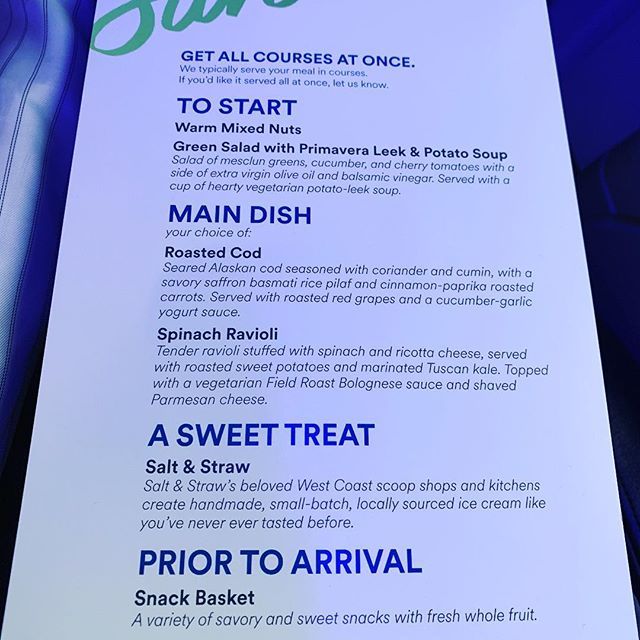 GET ALL COURSES AT ONCE.
We typically serve your meal in courses.
If you'd like it served all at once, let us know.
TO START
Warm Mixed Nuts
Green Salad with Primavera Leek & Potato Soup
Salad of mesclun greens, cucumber, and cherry tomatoes with a
side of extra virgin olive oil and balsamic vinegar. Served with a
cup of hearty vegetarian potato-leek soup.
MAIN DISH
your choice of:
Roasted Cod
Seared Alaskan cod seasoned with coriander and cumin, with a
savory saffron basmati rice pilaf and cinnamon-paprika roasted
carrots. Served with roasted red grapes and a cucumber-garlic
yogurt sauce.
Spinach Ravioli
Tender ravioli stuffed with spinach and ricotta cheese, served
with roasted sweet potatoes and marinated Tuscan kale. Topped
with a vegetarian Field Roast Bolognese sauce and shaved
Parmesan cheese.
A SWEET TREAT
Salt & Straw
Salt & Straw's beloved West Coast scoop shops and kitchens
create handmade, small-batch, locally sourced ice cream like
you've never ever tasted before.
PRIOR TO ARRIVAL
Snack Basket
A variety of savory and sweet snacks with fresh whole fruit.